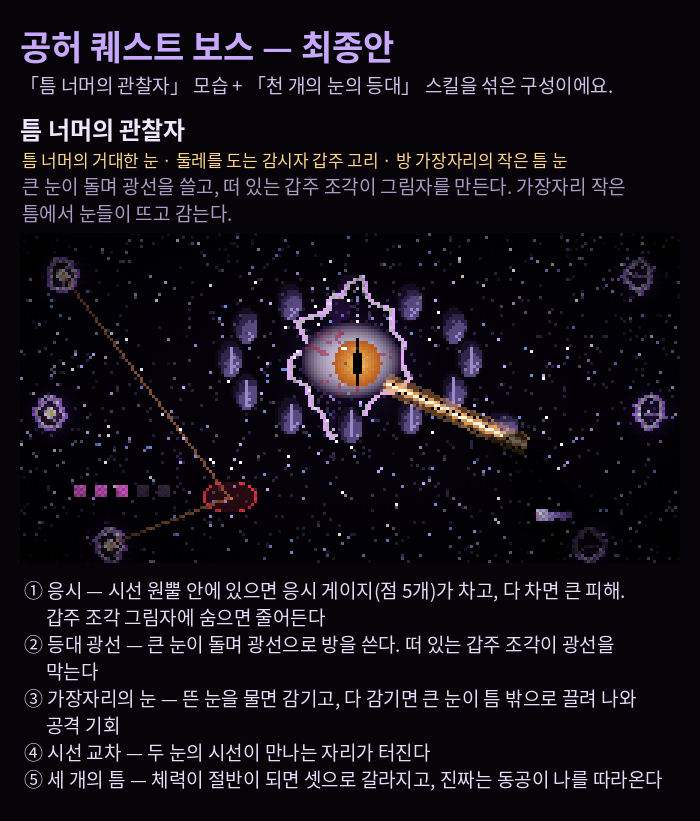 공허 퀘스트 보스 — 최종안
「틈 너머의 관찰자」 모습 + 「천 개의 눈의 등대」 스킬을 섞은 구성이에요.
틈 너머의 관찰자
틈 너머의 거대한 눈 · 둘레를 도는 감시자 갑주 고리 · 방 가장자리의 작은 틈 눈
큰 눈이 돌며 광선을 쓸고, 떠 있는 갑주 조각이 그림자를 만든다. 가장자리 작은
틈에서 눈들이 뜨고 감는다.
① 응시 — 시선 원뿔 안에 있으면 응시 게이지(점 5개)가 차고, 다 차면 큰 피해.
갑주 조각 그림자에 숨으면 줄어든다
② 등대 광선 — 큰 눈이 돌며 광선으로 방을 쓴다. 떠 있는 갑주 조각이 광선을
막는다
③ 가장자리의 눈 — 뜬 눈을 물면 감기고, 다 감기면 큰 눈이 틈 밖으로 끌려 나와
공격 기회
④ 시선 교차 — 두 눈의 시선이 만나는 자리가 터진다
⑤ 세 개의 틈 — 체력이 절반이 되면 셋으로 갈라지고, 진짜는 동공이 나를 따라온다